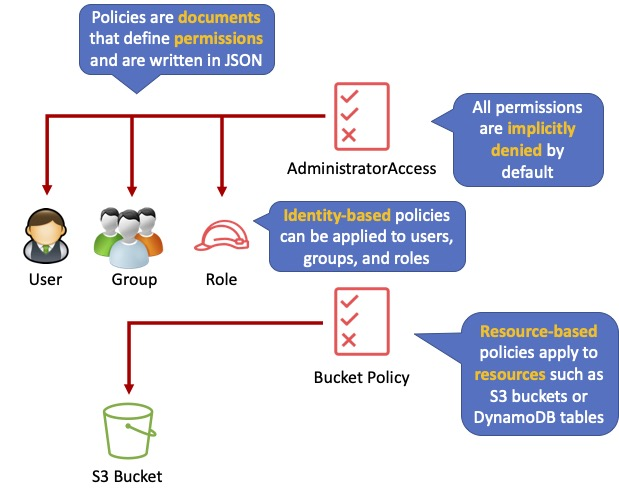 Policies are documents
that define permissions
and are written in JSON
All permissions
are implicitly
denied by
default
AdministratorAccess
Identity-based policies
can be applied to users,
groups, and roles
User
Group
Role
Resource-based
policies apply to
resources such as
S3 buckets or
DynamoDB tables
Bucket Policy
S3 Bucket